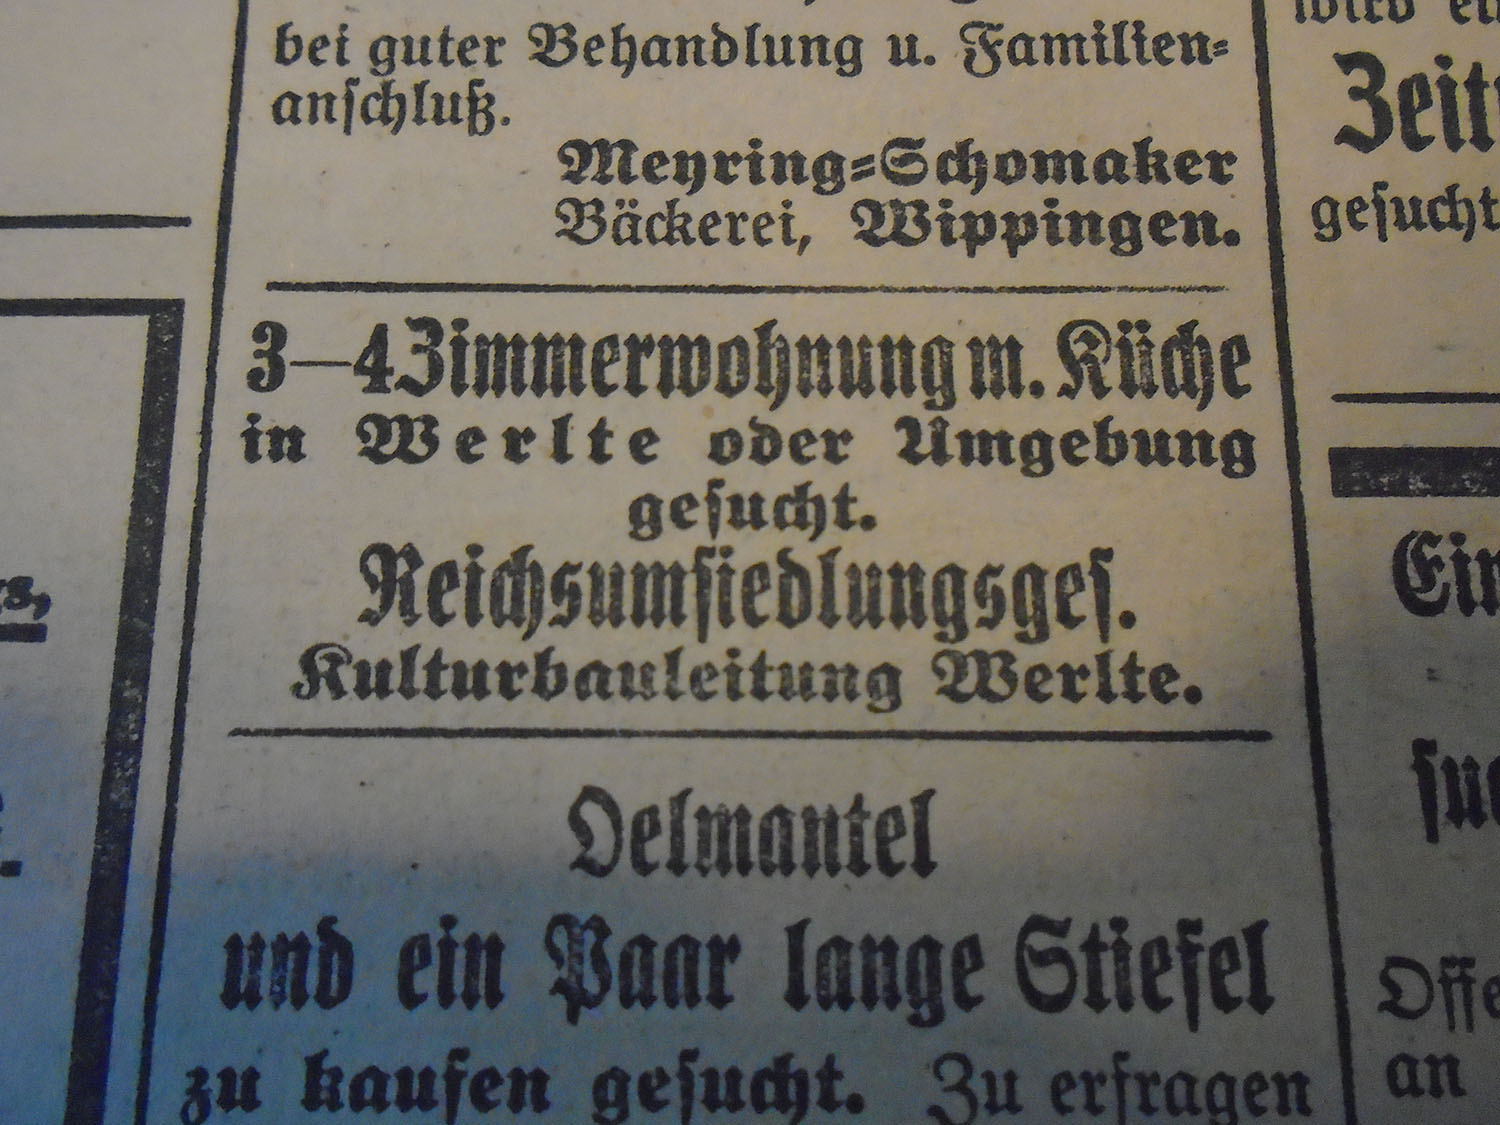 bei guter Behandlung u. Familien=
anschluß.
Meyring=Schomaker
Bäckerei, Wippingen.
3—4 Zimmerwohnung m. Küche
in Werlte oder Umgebung
gesucht.
Reichsumsiedlungsges.
Kulturbauleitung Werlte.
Oelmantel
und ein Paar lange Stiefel
zu kaufen gesucht. Zu erfragen
gesucht
an